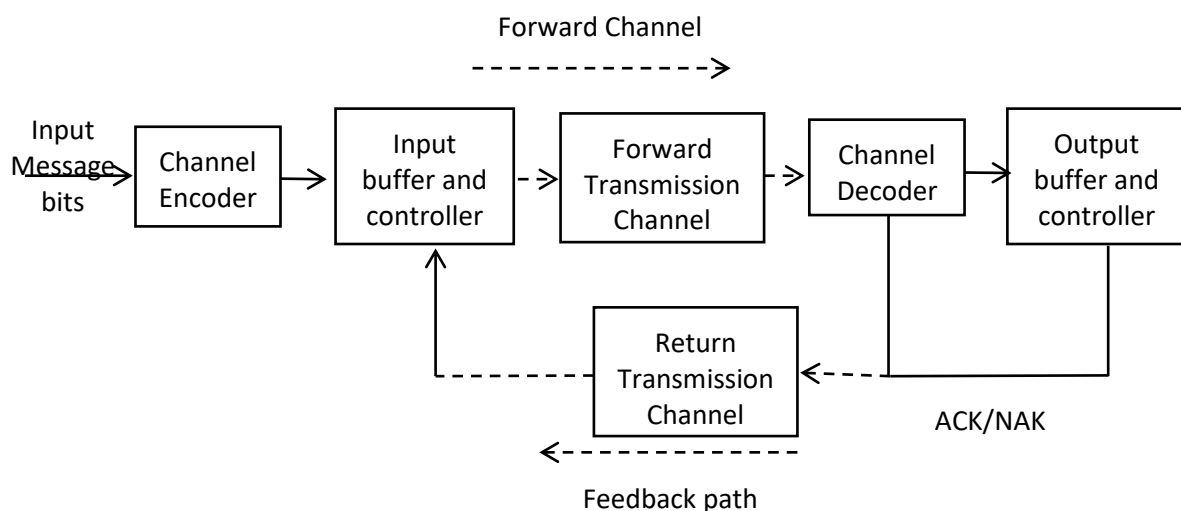 Forward Channel
Input
Message
bits
Channel
Encoder
Input
buffer and
controller
Forward
Transmission
Channel
Channel
Decoder
Output
buffer and
controller
Return
Transmission
Channel
ACK/NAK
Feedback path